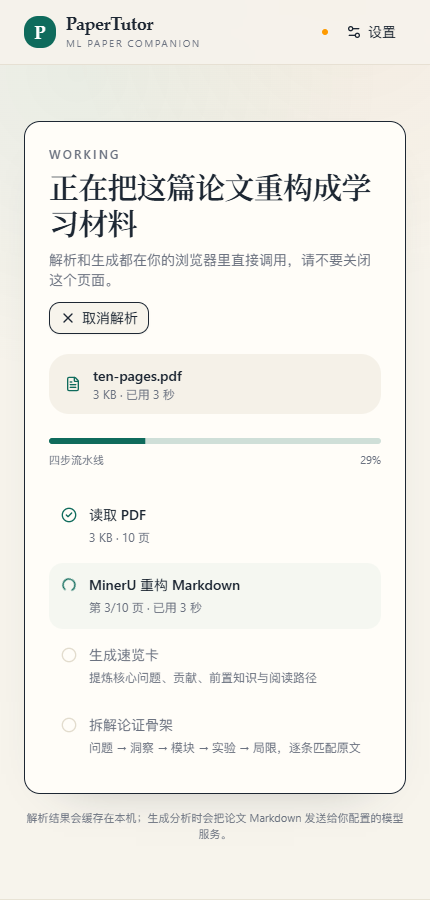 P
PaperTutor
ML PAPER COMPANION
设置
WORKING
正在把这篇论文重构成学
习材料
解析和生成都在你的浏览器里直接调用，请不要关闭
这个页面。
取消解析
ten-pages.pdf
3 KB · 已用 3 秒
四步流水线
29%
读取 PDF
3 KB · 10 页
MinerU 重构 Markdown
第 3/10 页 · 已用 3 秒
生成速览卡
提炼核心问题、贡献、前置知识与阅读路径
拆解论证骨架
问题 → 洞察 → 模块 → 实验 → 局限，逐条匹配原文
解析结果会缓存在本机；生成分析时会把论文 Markdown 发送给你配置的模型
服务。